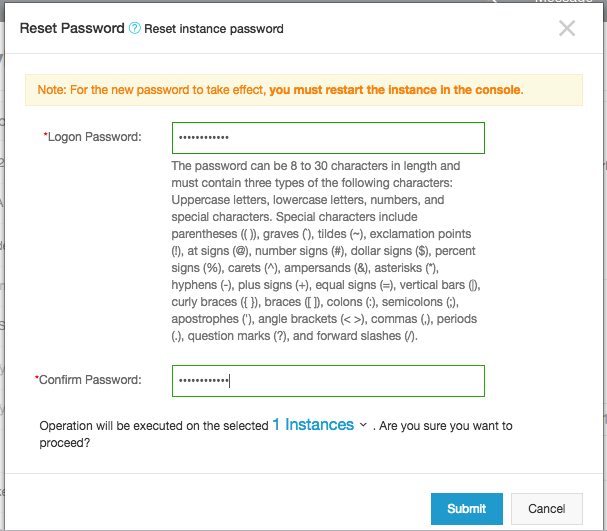 Message
Reset Password ? Reset instance password
Note: For the new password to take effect, you must restart the instance in the console.
*Logon Password:
••••••••••••
The password can be 8 to 30 characters in length and
must contain three types of the following characters:
Uppercase letters, lowercase letters, numbers, and
special characters. Special characters include
parentheses (( )), graves (`), tildes (~), exclamation points
(!), at signs (@), number signs (#), dollar signs ($), percent
signs (%), carets (^), ampersands (&), asterisks (*),
hyphens (-), plus signs (+), equal signs (=), vertical bars (|),
curly braces ({ }), braces ([ ]), colons (:), semicolons (;),
apostrophes ('), angle brackets (< >), commas (,), periods
(.), question marks (?), and forward slashes (/).
*Confirm Password:
••••••••••••
Operation will be executed on the selected 1 Instances . Are you sure you want to
proceed?
Submit Cancel